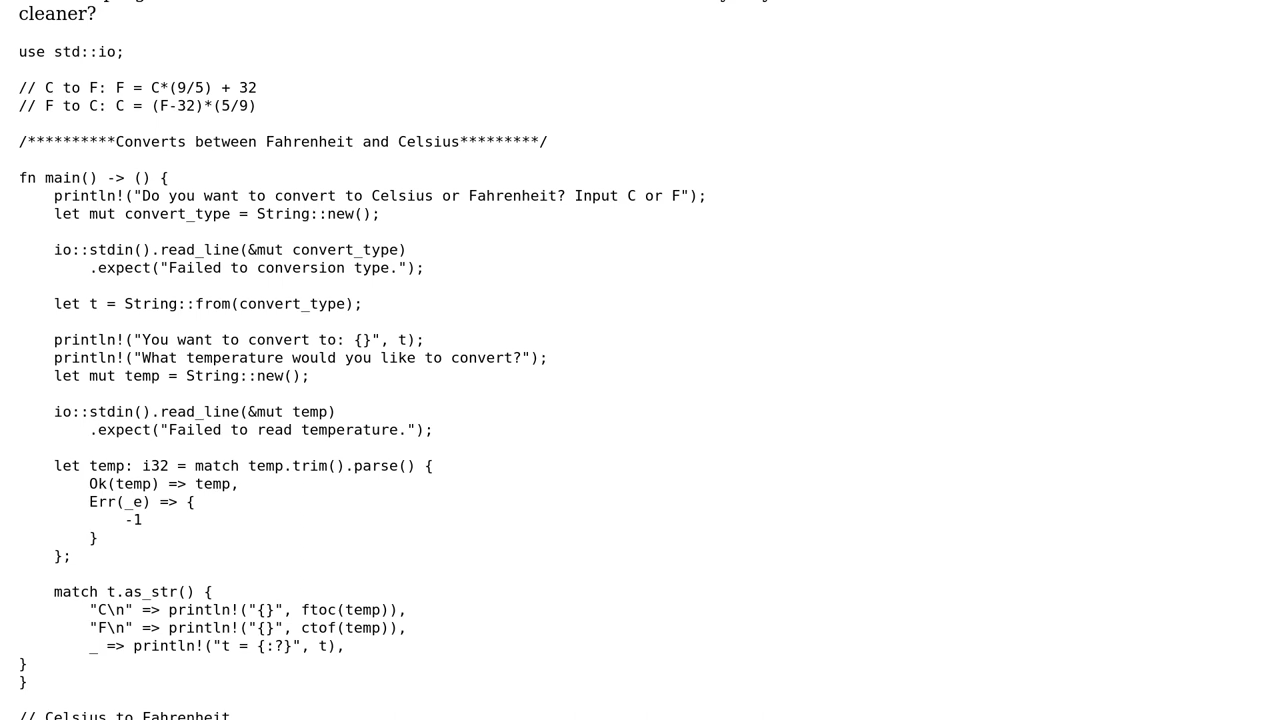 cleaner?
use std::io;
// C to F: F = C*(9/5) + 32
// F to C: C = (F-32)*(5/9)
/**********Converts between Fahrenheit and Celsius*********/
fn main() -> () {
    println!("Do you want to convert to Celsius or Fahrenheit? Input C or F");
    let mut convert_type = String::new();
    io::stdin().read_line(&mut convert_type)
        .expect("Failed to conversion type.");
    let t = String::from(convert_type);
    println!("You want to convert to: {}", t);
    println!("What temperature would you like to convert?");
    let mut temp = String::new();
    io::stdin().read_line(&mut temp)
        .expect("Failed to read temperature.");
    let temp: i32 = match temp.trim().parse() {
        Ok(temp) => temp,
        Err(_e) => {
            -1
        }
    };
    match t.as_str() {
        "C\n" => println!("{}", ftoc(temp)),
        "F\n" => println!("{}", ctof(temp)),
        _ => println!("t = {:?}", t),
}
}
// Celsius to Fahrenheit